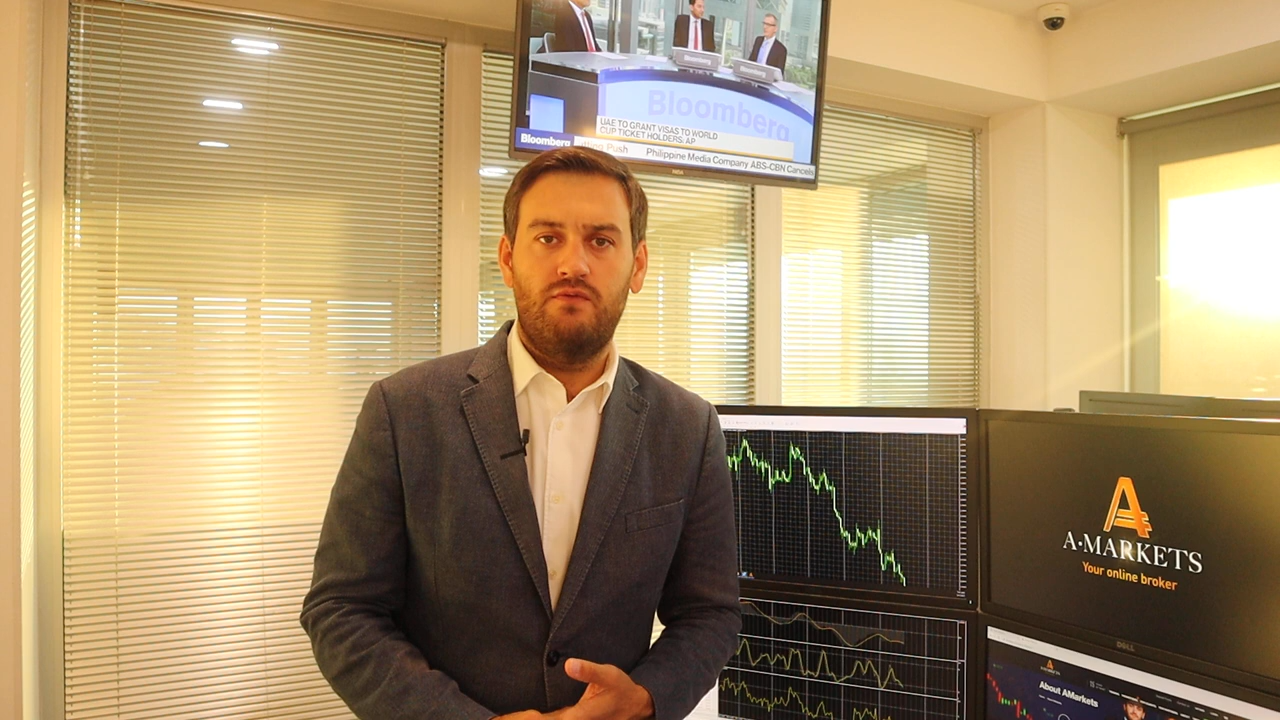 Bloomberg
UAE TO GRANT VISAS TO WORLD
CUP TICKET HOLDERS: AP
Bloomberg
Push
Philippine Media Company ABS-CBN Cancels
A·MARKETS
Your online broker
DELL
About AMarkets